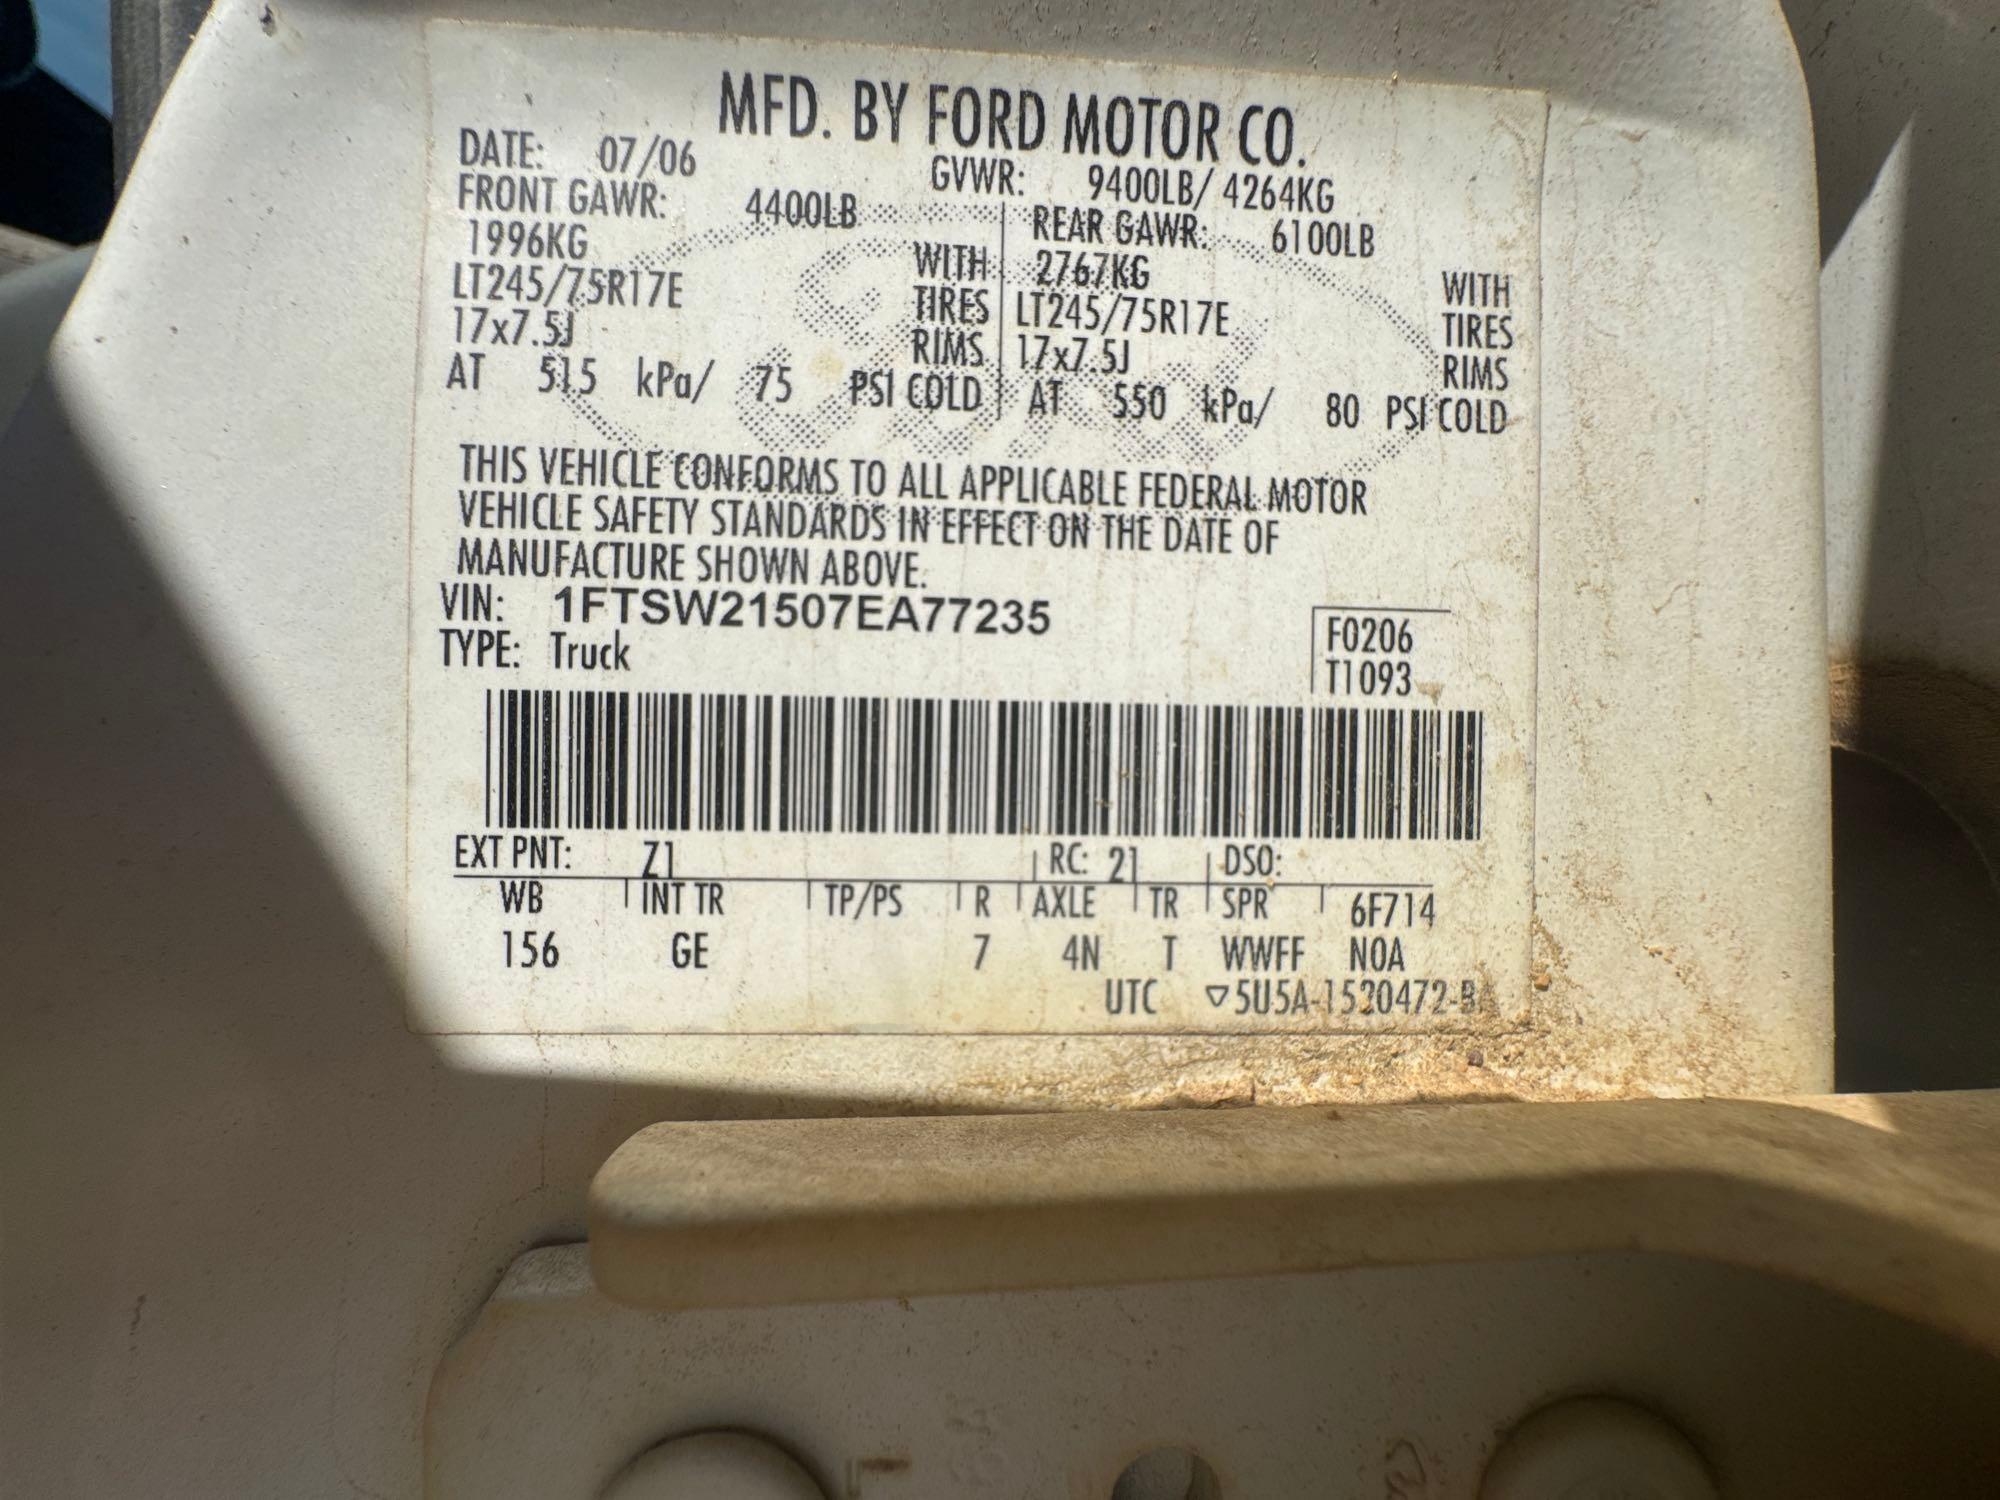 MFD. BY FORD MOTOR CO.
DATE: 07/06 GVWR: 9400LB/ 4264KG
FRONT GAWR: 4400LB REAR GAWR: 6100LB
1996KG WITH 2767KG WITH
LT245/75R17E TIRES LT245/75R17E TIRES
17x7.5J RIMS 17x7.5J RIMS
AT 515 kPa/ 75 PSI COLD AT 550 kPa/ 80 PSI COLD
THIS VEHICLE CONFORMS TO ALL APPLICABLE FEDERAL MOTOR
VEHICLE SAFETY STANDARDS IN EFFECT ON THE DATE OF
MANUFACTURE SHOWN ABOVE.
VIN: 1FTSW21507EA77235
TYPE: Truck
F0206
T1093
EXT PNT: Z1 RC: 21 DSO:
WB INT TR TP/PS R AXLE TR SPR 6F714
156 GE 7 4N T WWFF N0A
UTC ▽5U5A-1520472-BA